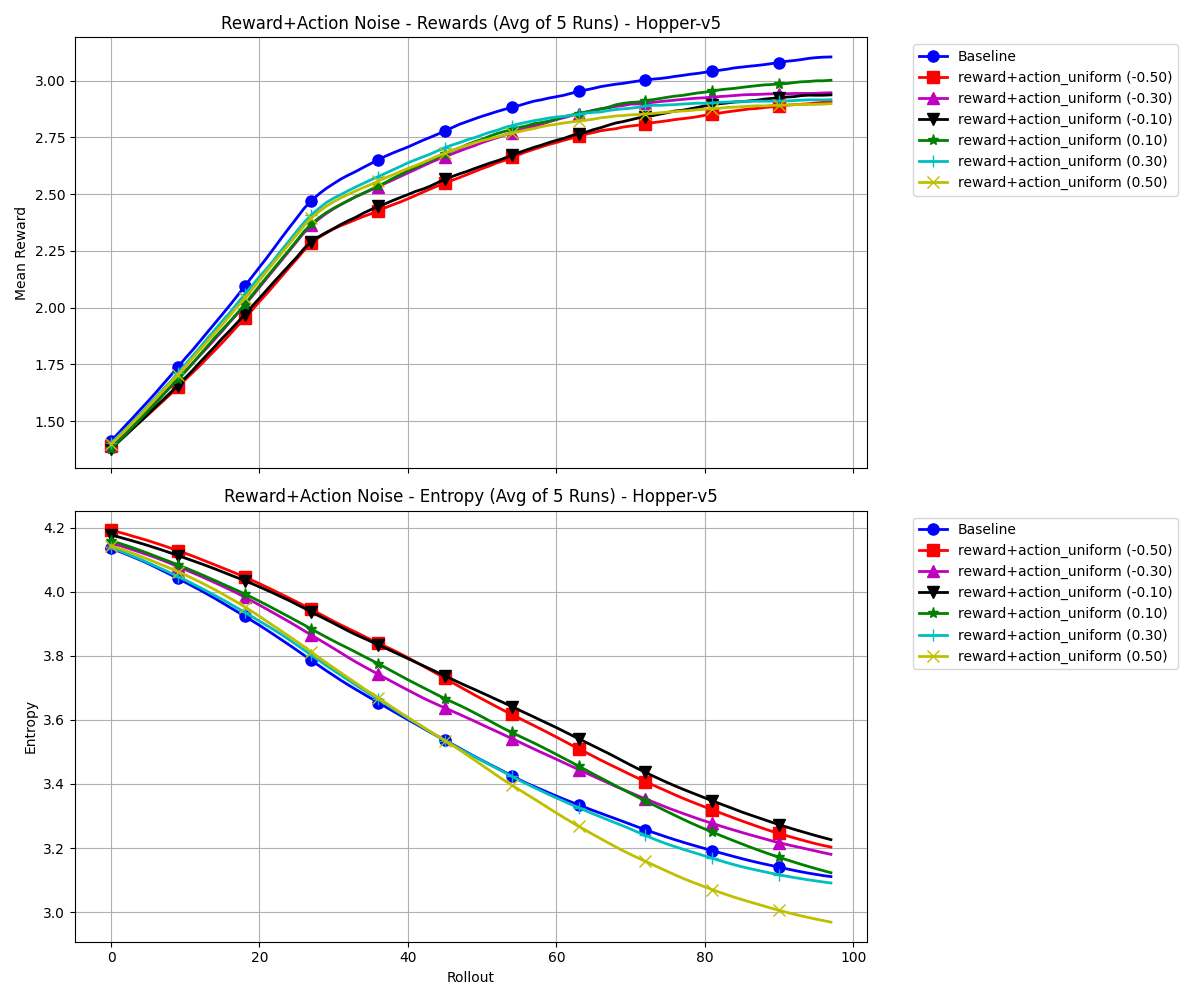 Reward+Action Noise - Rewards (Avg of 5 Runs) - Hopper-v5
Mean Reward
3.00
2.75
2.50
2.25
2.00
1.75
1.50
Baseline
reward+action_uniform (-0.50)
reward+action_uniform (-0.30)
reward+action_uniform (-0.10)
reward+action_uniform (0.10)
reward+action_uniform (0.30)
reward+action_uniform (0.50)
Reward+Action Noise - Entropy (Avg of 5 Runs) - Hopper-v5
Entropy
4.2
4.0
3.8
3.6
3.4
3.2
3.0
0
20
40
60
80
100
Rollout
Baseline
reward+action_uniform (-0.50)
reward+action_uniform (-0.30)
reward+action_uniform (-0.10)
reward+action_uniform (0.10)
reward+action_uniform (0.30)
reward+action_uniform (0.50)